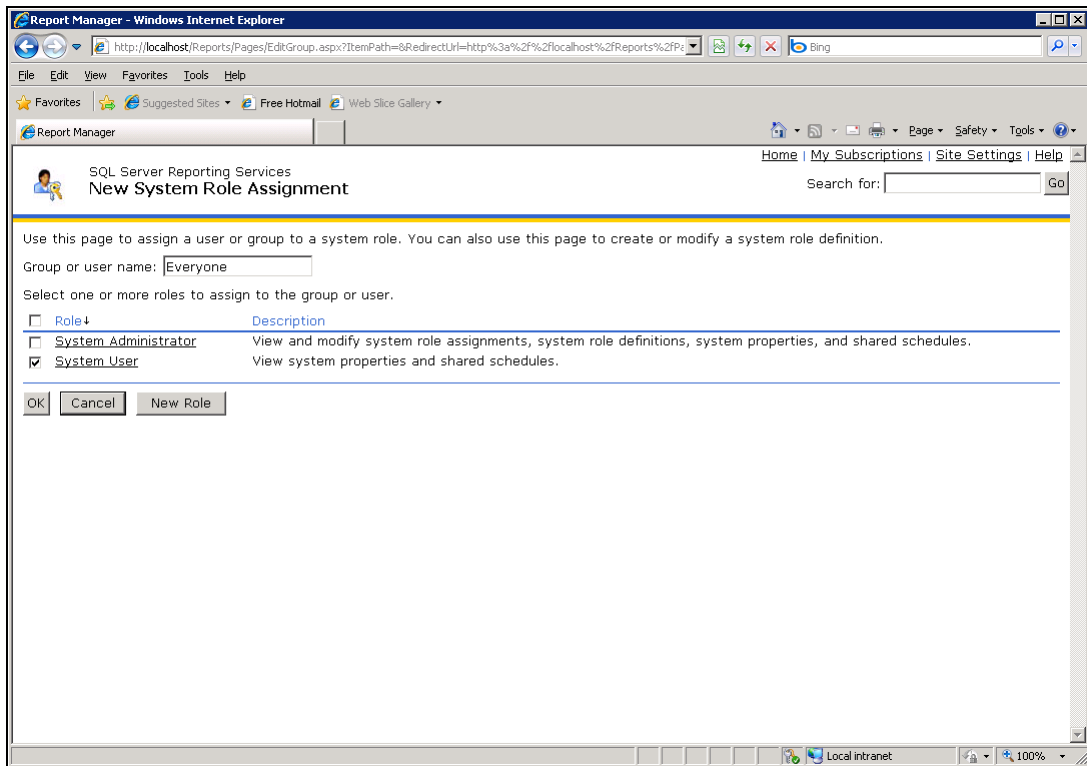 Report Manager - Windows Internet Explorer
http://localhost/Reports/Pages/EditGroup.aspx?ItemPath=&RedirectUrl=http%3a%2f%2flocalhost%2fReports%2fPa
Bing
File Edit View Favorites Tools Help
Favorites Suggested Sites Free Hotmail Web Slice Gallery
Report Manager Page Safety Tools
Home | My Subscriptions | Site Settings | Help
SQL Server Reporting Services
New System Role Assignment
Search for: Go
Use this page to assign a user or group to a system role. You can also use this page to create or modify a system role definition.
Group or user name: Everyone
Select one or more roles to assign to the group or user.
Role↓ Description
System Administrator View and modify system role assignments, system role definitions, system properties, and shared schedules.
System User View system properties and shared schedules.
OK Cancel New Role
Local intranet 100%